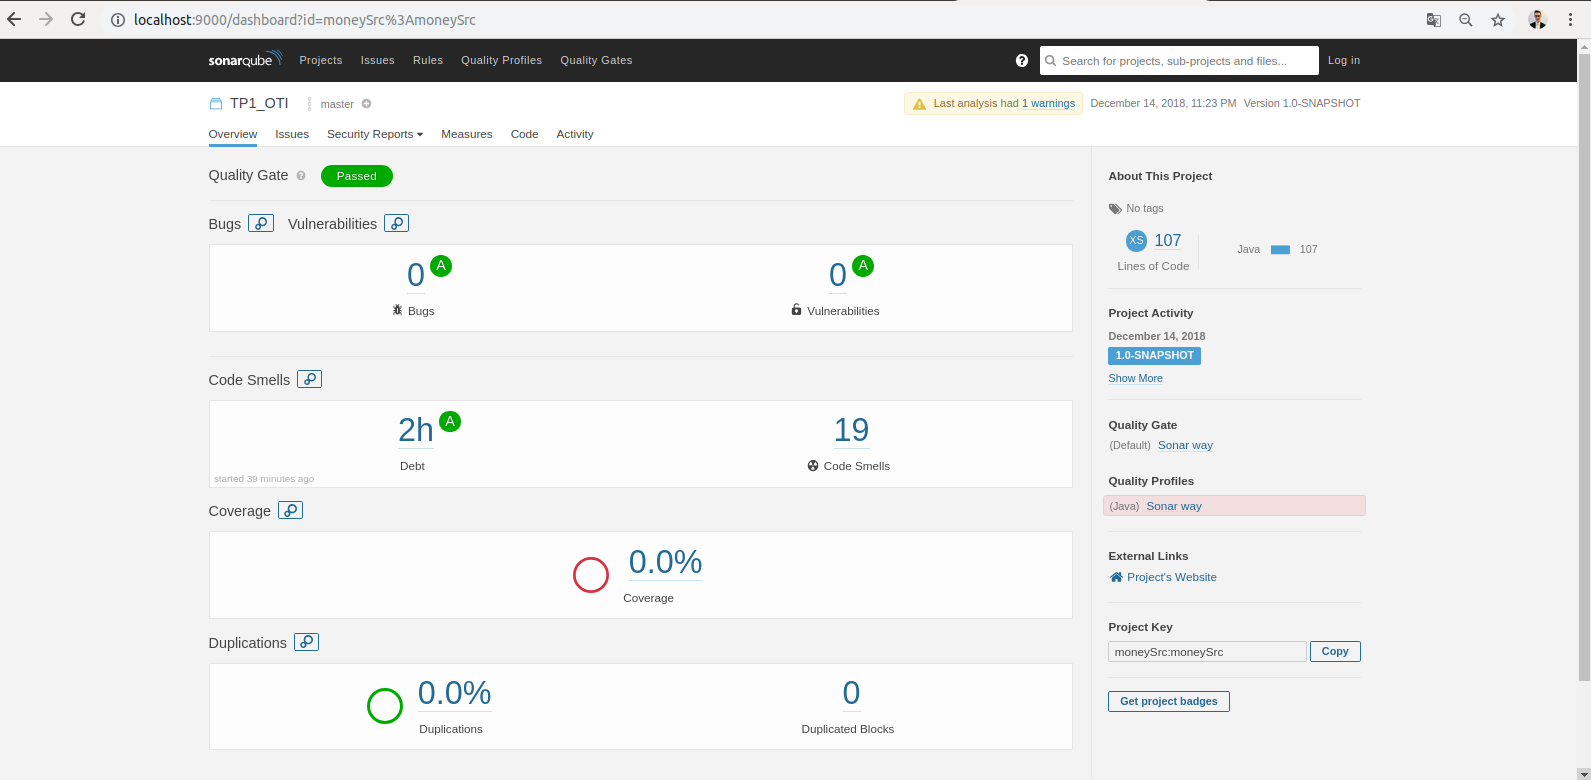 localhost:9000/dashboard?id=moneySrc%3AmoneySrc
sonarqube Projects Issues Rules Quality Profiles Quality Gates ? Search for projects, sub-projects and files... Log in
TP1_OTI master Last analysis had 1 warnings December 14, 2018, 11:23 PM Version 1.0-SNAPSHOT
Overview Issues Security Reports Measures Code Activity
Quality Gate ? Passed
Bugs Vulnerabilities
0 A 0 A
Bugs Vulnerabilities
Code Smells
2h A 19
Debt Code Smells
started 39 minutes ago
Coverage
0.0%
Coverage
Duplications
0.0% 0
Duplications Duplicated Blocks
About This Project
No tags
XS 107 Java 107
Lines of Code
Project Activity
December 14, 2018
1.0-SNAPSHOT
Show More
Quality Gate
(Default) Sonar way
Quality Profiles
(Java) Sonar way
External Links
Project's Website
Project Key
moneySrc:moneySrc Copy
Get project badges